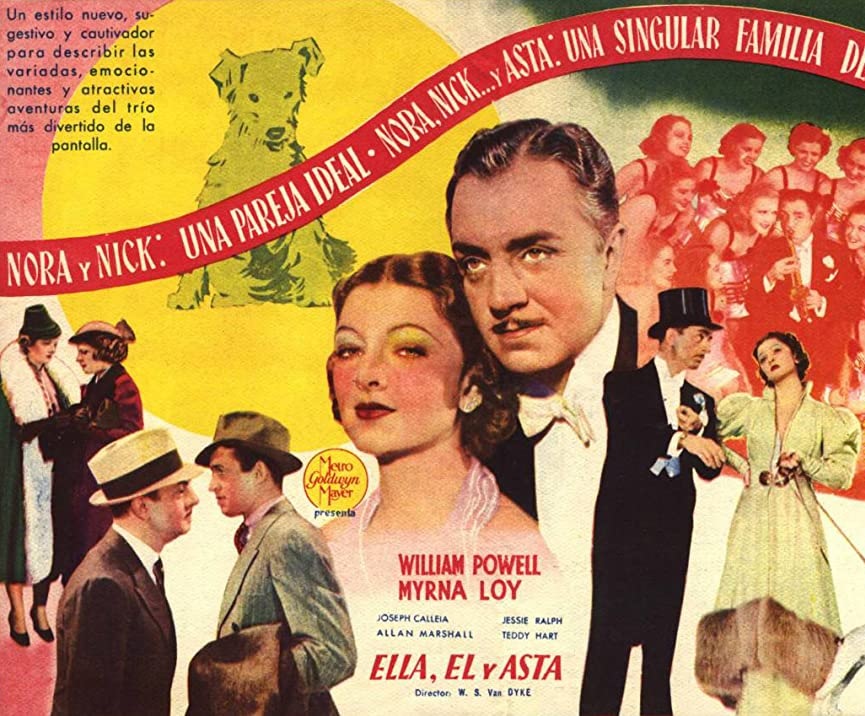 Un estilo nuevo, su-
gestivo y cautivador
para describir las
variadas, emocio-
nantes y atractivas
aventuras del trío
más divertido de la
pantalla.
NORA Y NICK: UNA PAREJA IDEAL • NORA, NICK...Y ASTA: UNA SINGULAR FAMILIA DE
Metro
Goldwyn
Mayer
presenta
WILLIAM POWELL
MYRNA LOY
JOSEPH CALLEIA JESSIE RALPH
ALLAN MARSHALL TEDDY HART
ELLA, EL Y ASTA
Director: W. S. Van DYKE